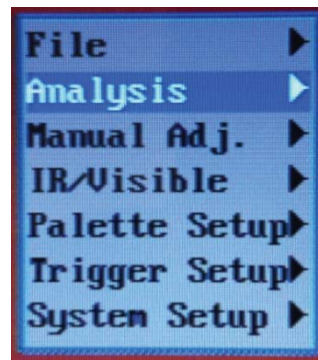 File
Analysis
Manual Adj.
IR/Visible
Palette Setup
Trigger Setup
System Setup